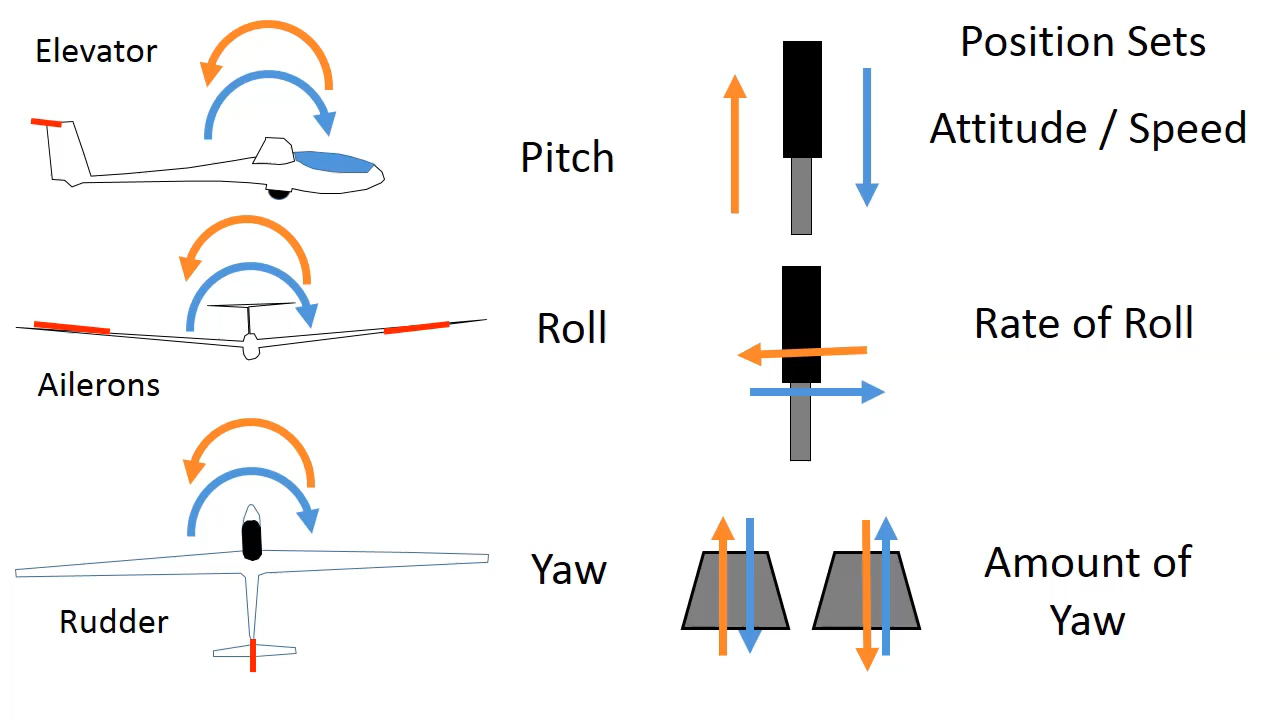 Elevator
Pitch
Position Sets
Attitude / Speed
Ailerons
Roll
Rate of Roll
Rudder
Yaw
Amount of
Yaw